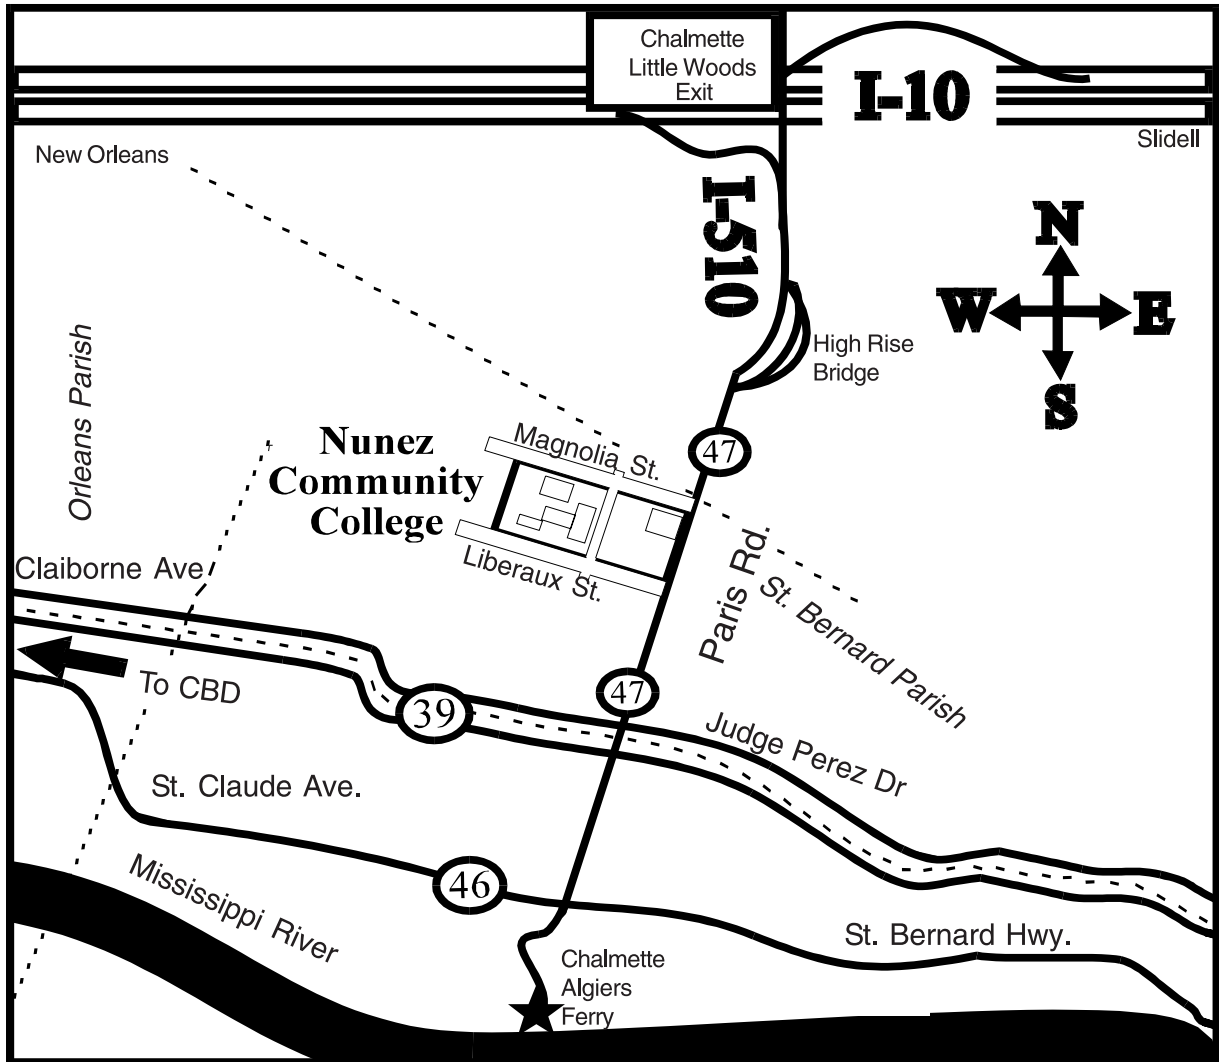 Chalmette
Little Woods
Exit
I-10
Slidell
New Orleans
I-510
N
W
E
S
High Rise
Bridge
Orleans Parish
Nunez
Community
College
Magnolia St.
47
Liberaux St.
Paris Rd.
St. Bernard Parish
Claiborne Ave
To CBD
47
39
Judge Perez Dr
St. Claude Ave.
46
Mississippi River
St. Bernard Hwy.
Chalmette
Algiers
Ferry